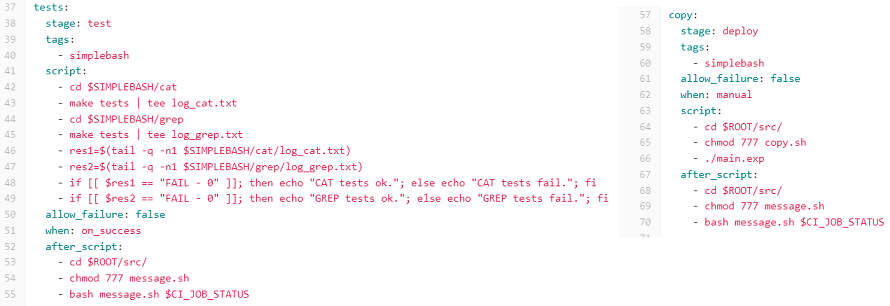 37 tests:
38   stage: test
39   tags:
40     - simplebash
41   script:
42     - cd $SIMPLEBASH/cat
43     - make tests | tee log_cat.txt
44     - cd $SIMPLEBASH/grep
45     - make tests | tee log_grep.txt
46     - res1=$(tail -q -n1 $SIMPLEBASH/cat/log_cat.txt)
47     - res2=$(tail -q -n1 $SIMPLEBASH/grep/log_grep.txt)
48     - if [[ $res1 == "FAIL - 0" ]]; then echo "CAT tests ok."; else echo "CAT tests fail."; fi
49     - if [[ $res2 == "FAIL - 0" ]]; then echo "GREP tests ok."; else echo "GREP tests fail."; fi
50   allow_failure: false
51   when: on_success
52   after_script:
53     - cd $ROOT/src/
54     - chmod 777 message.sh
55     - bash message.sh $CI_JOB_STATUS
57 copy:
58   stage: deploy
59   tags:
60     - simplebash
61   allow_failure: false
62   when: manual
63   script:
64     - cd $ROOT/src/
65     - chmod 777 copy.sh
66     - ./main.exp
67   after_script:
68     - cd $ROOT/src/
69     - chmod 777 message.sh
70     - bash message.sh $CI_JOB_STATUS